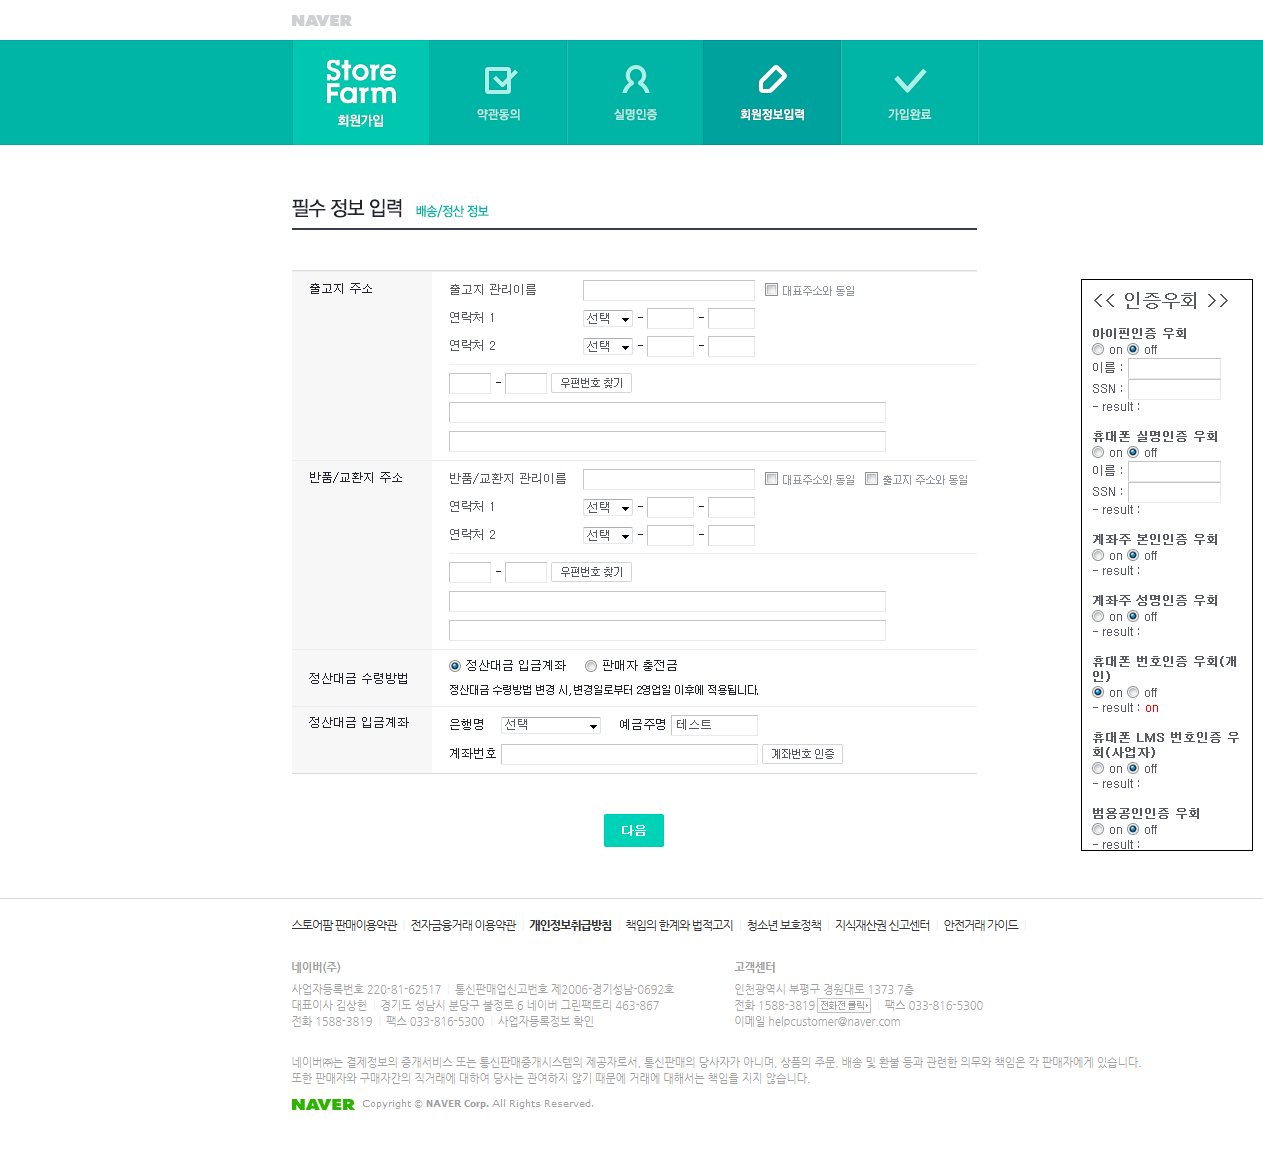 NAVER
Store
Farm
회원가입
약관동의
실명인증
회원정보입력
가입완료
필수 정보 입력 배송/정산 정보
출고지 주소
출고지 관리이름 대표주소와 동일
연락처 1 선택 - -
연락처 2 선택 - -
- 우편번호 찾기
반품/교환지 주소
반품/교환지 관리이름 대표주소와 동일 출고지 주소와 동일
연락처 1 선택 - -
연락처 2 선택 - -
- 우편번호 찾기
정산대금 수령방법
정산대금 입금계좌 판매자 충전금
정산대금 수령방법 변경 시, 변경일로부터 2영업일 이후에 적용됩니다.
정산대금 입금계좌
은행명 선택 예금주명 테스트
계좌번호 계좌번호 인증
다음
<< 인증우회 >>
아이핀인증 우회
on off
이름 :
SSN :
- result :
휴대폰 실명인증 우회
on off
이름 :
SSN :
- result :
계좌주 본인인증 우회
on off
- result :
계좌주 성명인증 우회
on off
- result :
휴대폰 번호인증 우회(개
인)
on off
- result : on
휴대폰 LMS 번호인증 우
회(사업자)
on off
- result :
범용공인인증 우회
on off
- result :
스토어팜 판매이용약관 전자금융거래 이용약관 개인정보취급방침 책임의 한계와 법적고지 청소년 보호정책 지식재산권 신고센터 안전거래 가이드
네이버(주)
사업자등록번호 220-81-62517 통신판매업신고번호 제2006-경기성남-0692호
대표이사 김상헌 경기도 성남시 분당구 불정로 6 네이버 그린팩토리 463-867
전화 1588-3819 팩스 033-816-5300 사업자등록정보 확인
고객센터
인천광역시 부평구 경원대로 1373 7층
전화 1588-3819 전화전 클릭 팩스 033-816-5300
이메일 helpcustomer@naver.com
네이버㈜는 결제정보의 중개서비스 또는 통신판매중개시스템의 제공자로서, 통신판매의 당사자가 아니며, 상품의 주문, 배송 및 환불 등과 관련한 의무와 책임은 각 판매자에게 있습니다.
또한 판매자와 구매자간의 직거래에 대하여 당사는 관여하지 않기 때문에 거래에 대해서는 책임을 지지 않습니다.
NAVER Copyright © NAVER Corp. All Rights Reserved.